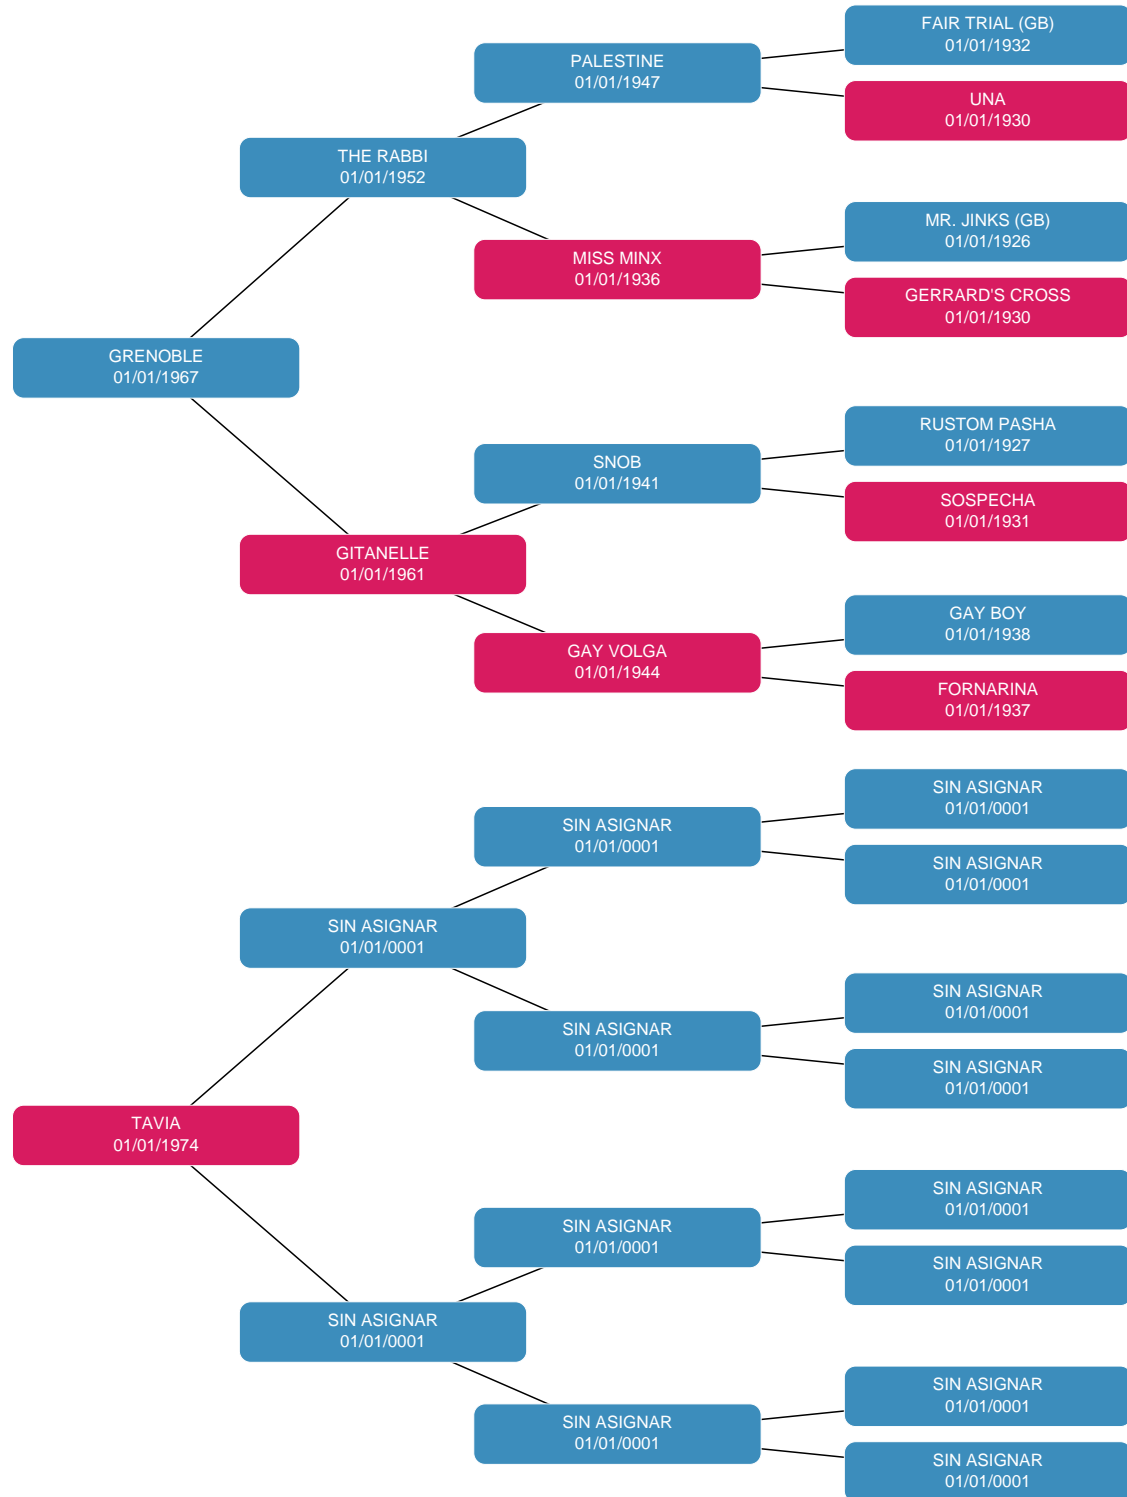 FAIR TRIAL (GB)
01/01/1932
PALESTINE
01/01/1947
UNA
01/01/1930
THE RABBI
01/01/1952
MR. JINKS (GB)
01/01/1926
MISS MINX
01/01/1936
GERRARD'S CROSS
01/01/1930
GRENOBLE
01/01/1967
RUSTOM PASHA
01/01/1927
SNOB
01/01/1941
SOSPECHA
01/01/1931
GITANELLE
01/01/1961
GAY BOY
01/01/1938
GAY VOLGA
01/01/1944
FORNARINA
01/01/1937
SIN ASIGNAR
01/01/0001
SIN ASIGNAR
01/01/0001
SIN ASIGNAR
01/01/0001
SIN ASIGNAR
01/01/0001
SIN ASIGNAR
01/01/0001
SIN ASIGNAR
01/01/0001
SIN ASIGNAR
01/01/0001
TAVIA
01/01/1974
SIN ASIGNAR
01/01/0001
SIN ASIGNAR
01/01/0001
SIN ASIGNAR
01/01/0001
SIN ASIGNAR
01/01/0001
SIN ASIGNAR
01/01/0001
SIN ASIGNAR
01/01/0001
SIN ASIGNAR
01/01/0001